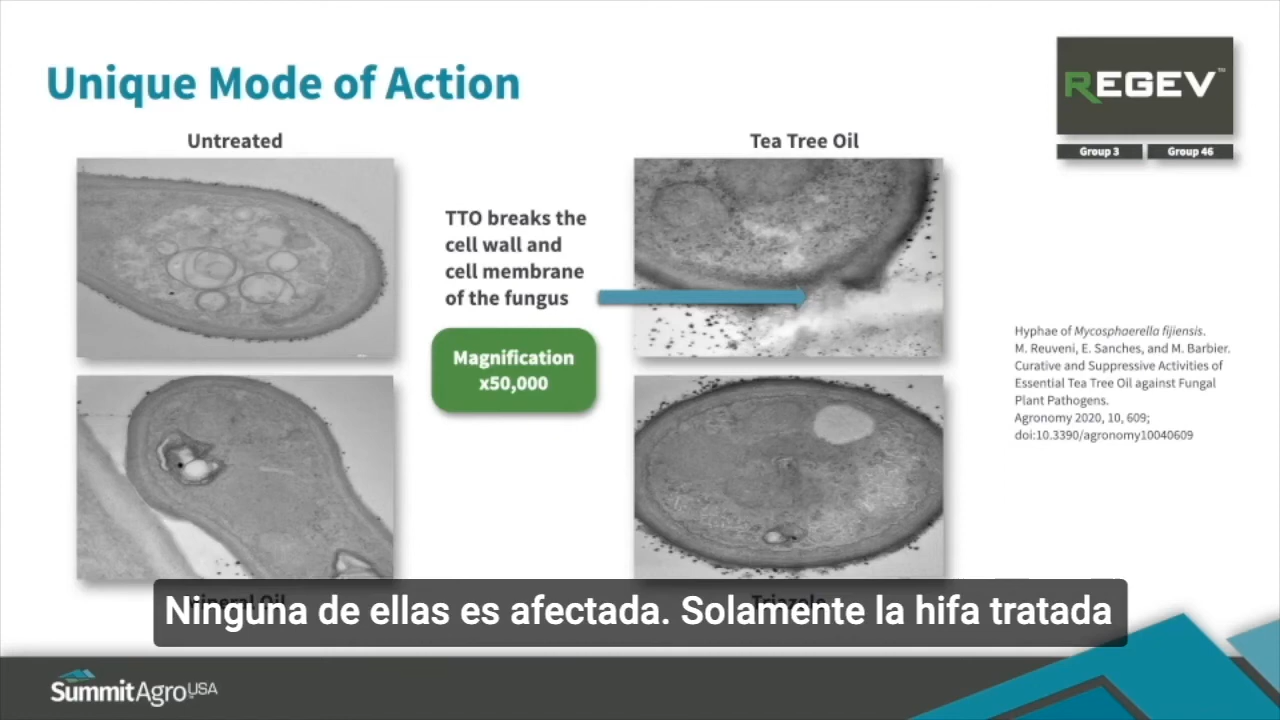 Unique Mode of Action
REGEV™
Group 3
Group 46
Untreated
Tea Tree Oil
TTO breaks the
cell wall and
cell membrane
of the fungus
Magnification
x50,000
Hyphae of Mycosphaerella fijiensis.
M. Reuveni, E. Sanches, and M. Barbier.
Curative and Suppressive Activities of
Essential Tea Tree Oil against Fungal
Plant Pathogens.
Agronomy 2020, 10, 609;
doi:10.3390/agronomy10040609
Ninguna de ellas es afectada. Solamente la hifa tratada
SummitAgro USA